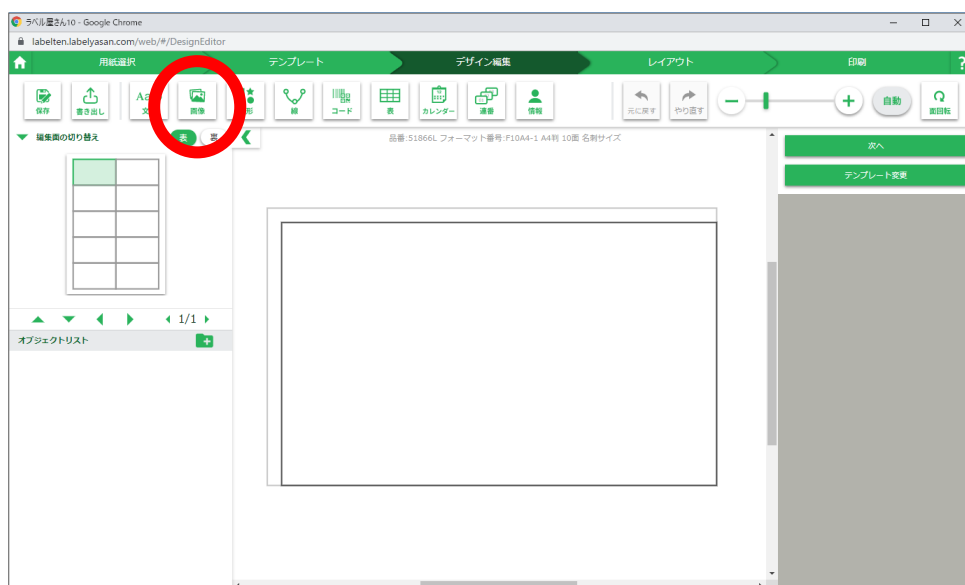 ラベル屋さん10 - Google Chrome
labelten.labelyasan.com/web/#/DesignEditor
用紙選択 テンプレート デザイン編集 レイアウト 印刷 ?
保存 書き出し 画像 線 コード 表 カレンダー 連番 情報 元に戻す やり直す 自動 面回転
編集面の切り替え 表
品番:51866L フォーマット番号:F10A4-1 A4判 10面 名刺サイズ
次へ
テンプレート変更
1/1
オブジェクトリスト